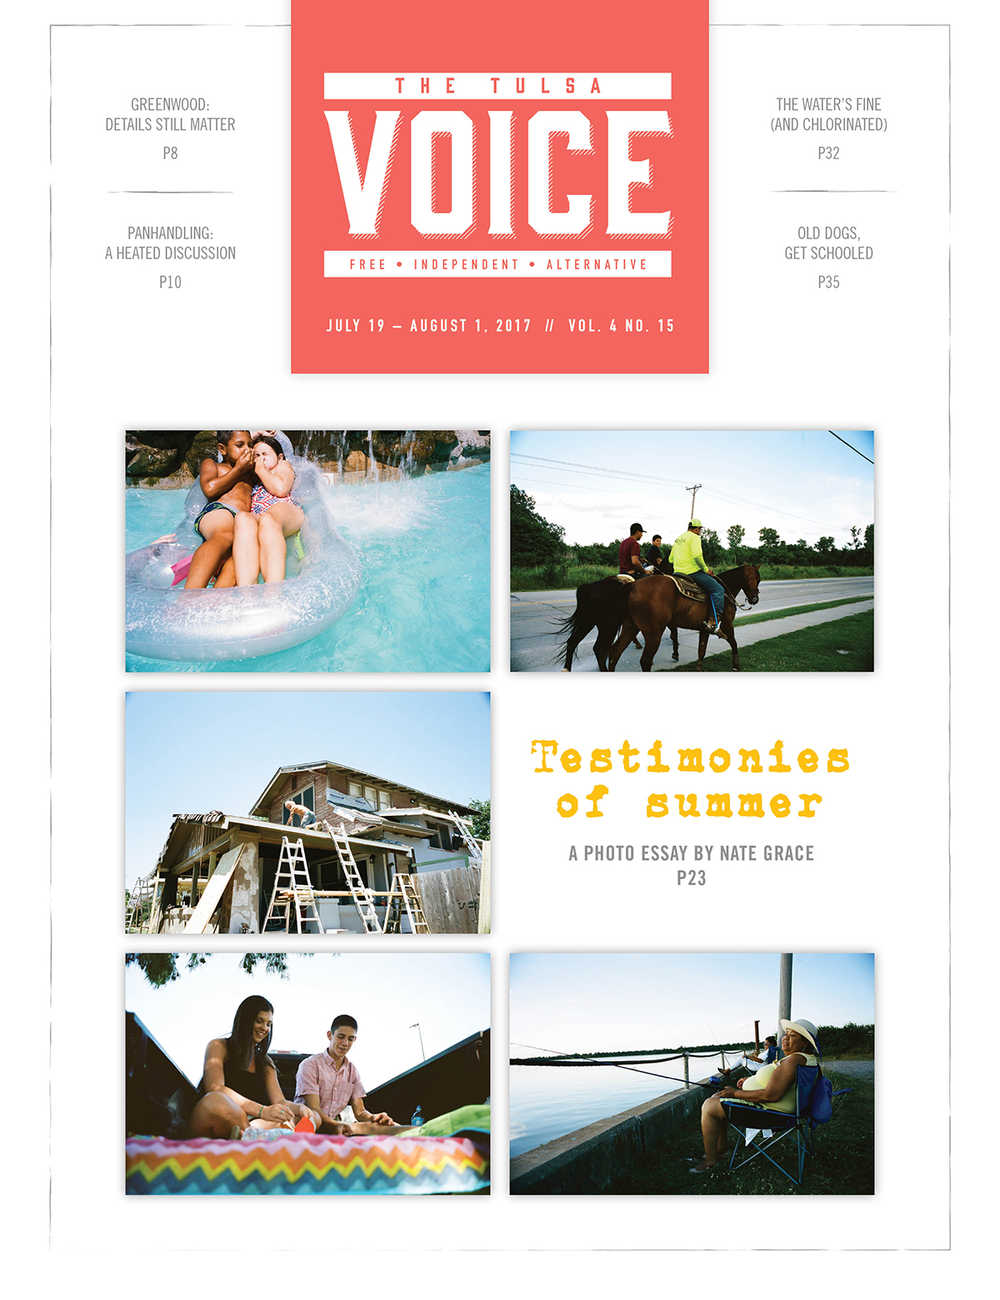 THE TULSA
VOICE
FREE • INDEPENDENT • ALTERNATIVE
JULY 19 – AUGUST 1, 2017 // VOL. 4 NO. 15
GREENWOOD:
DETAILS STILL MATTER
P8
PANHANDLING:
A HEATED DISCUSSION
P10
THE WATER'S FINE
(AND CHLORINATED)
P32
OLD DOGS,
GET SCHOOLED
P35
Testimonies
of summer
A PHOTO ESSAY BY NATE GRACE
P23